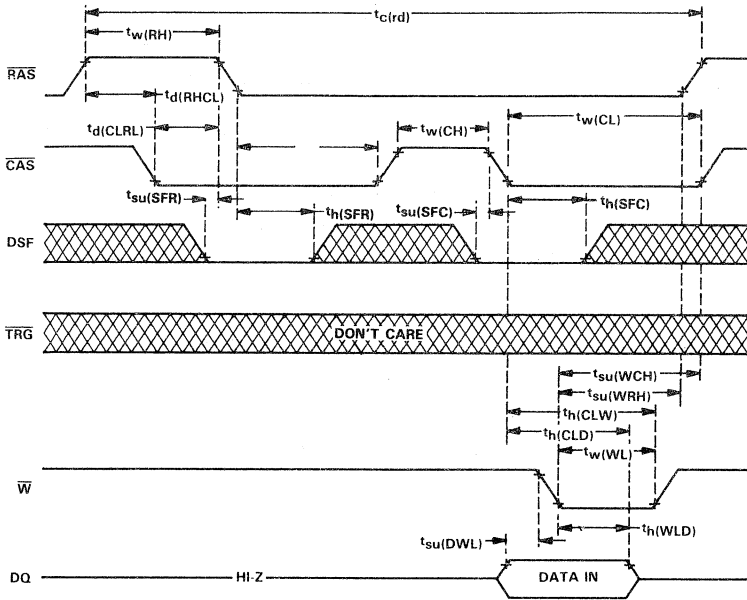 tc(rd)
tw(RH)
RAS
td(RHCL)
td(CLRL)
tw(CH)
tw(CL)
CAS
tsu(SFR)
th(SFR)
tsu(SFC)
th(SFC)
DSF
TRG
DON'T CARE
tsu(WCH)
tsu(WRH)
th(CLW)
th(CLD)
tw(WL)
W
tsu(DWL)
th(WLD)
DQ
HI-Z
DATA IN